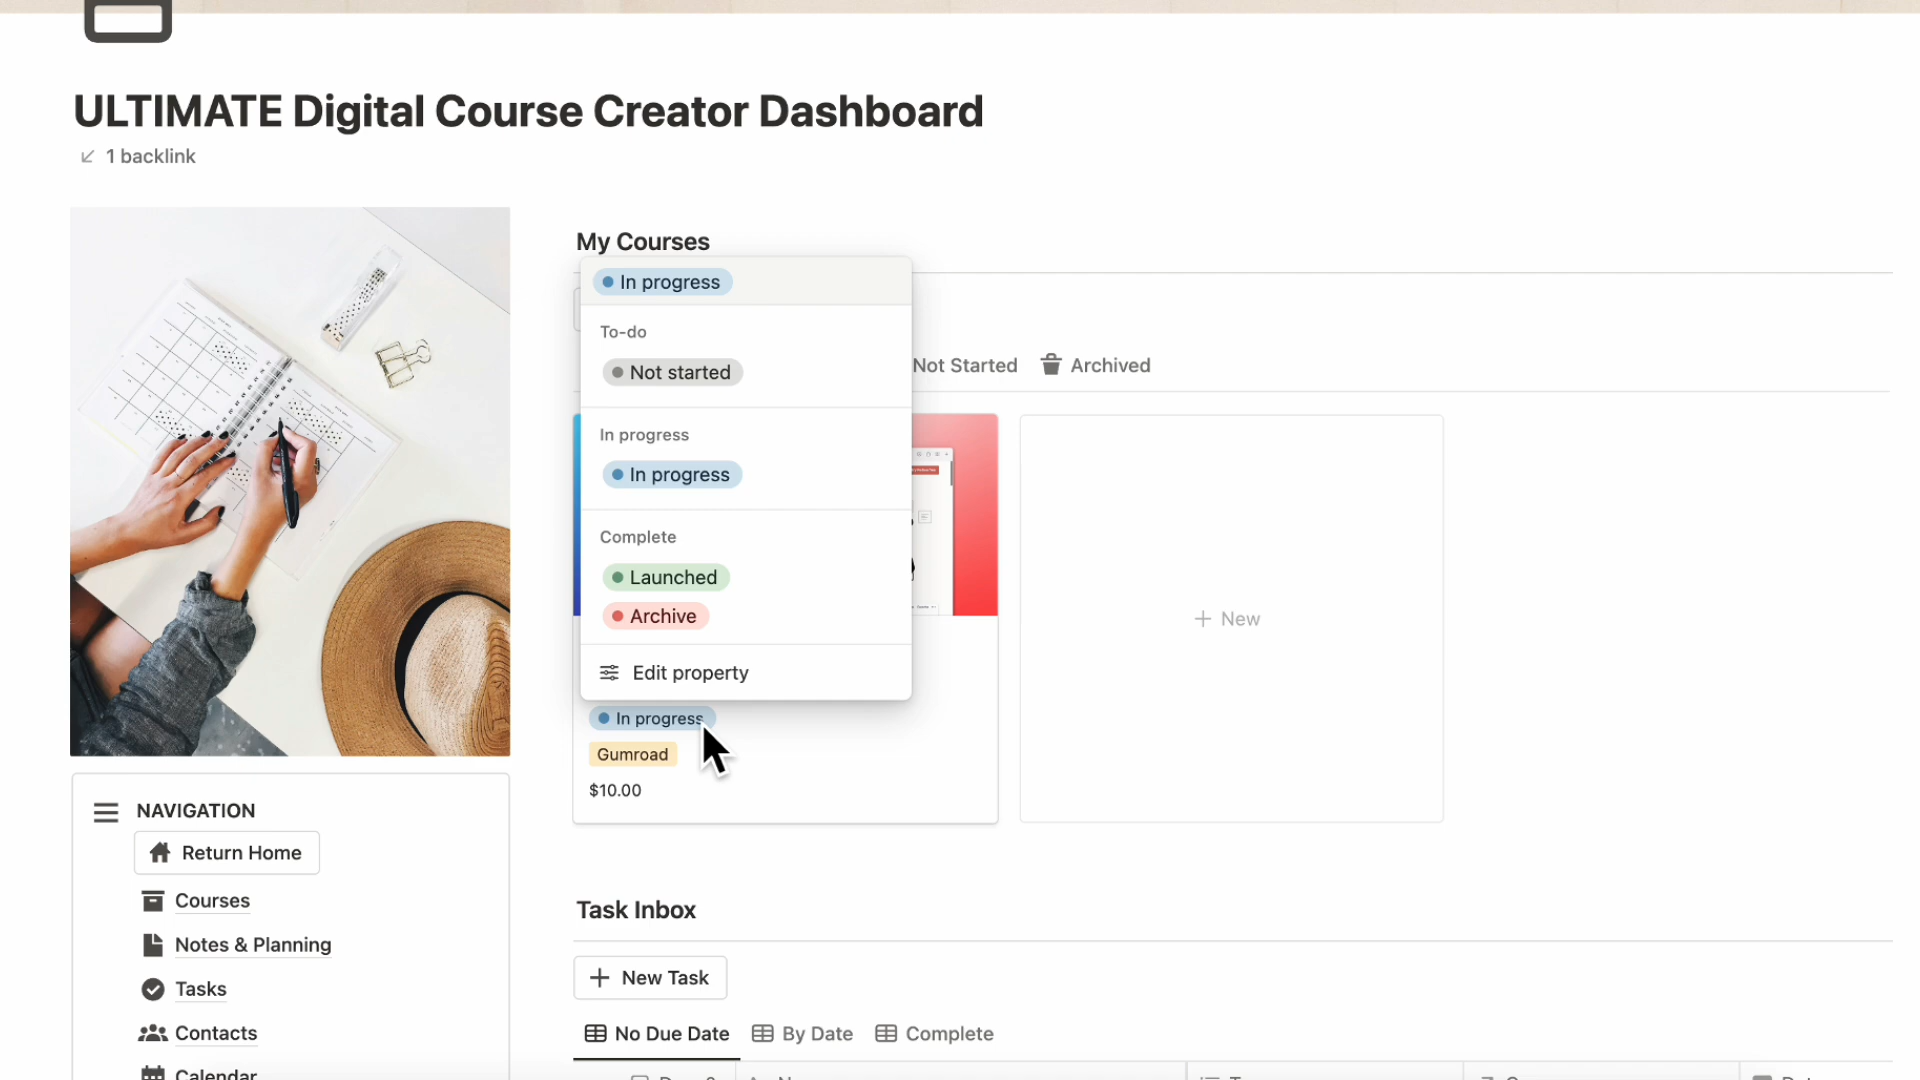 ULTIMATE Digital Course Creator Dashboard
1 backlink
My Courses
In progress
To-do
Not started
In progress
In progress
Complete
Launched
Archive
Edit property
Not Started
Archived
New
In progress
Gumroad
$10.00
NAVIGATION
Return Home
Courses
Notes & Planning
Tasks
Contacts
Calendar
Task Inbox
New Task
No Due Date
By Date
Complete